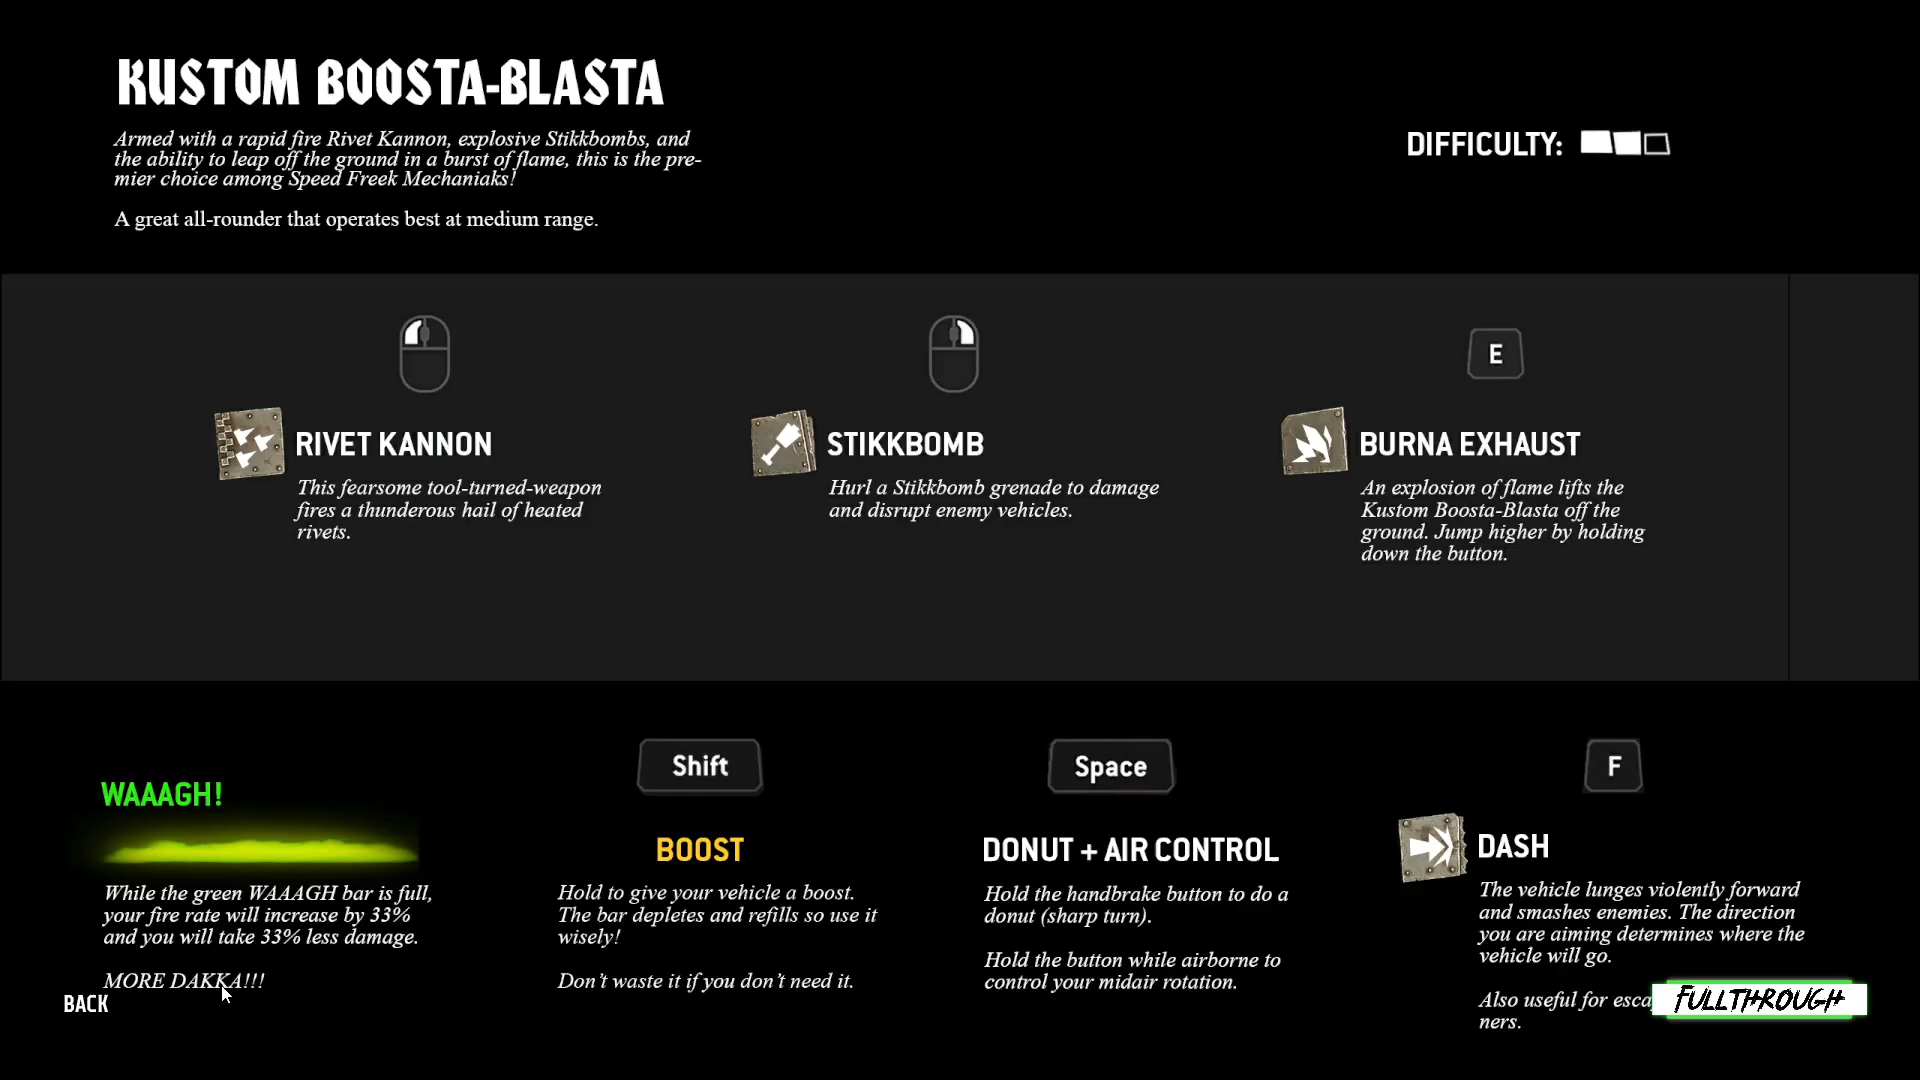 KUSTOM BOOSTA-BLASTA
Armed with a rapid fire Rivet Kannon, explosive Stikkbombs, and
the ability to leap off the ground in a burst of flame, this is the pre-
mier choice among Speed Freek Mechaniaks!
A great all-rounder that operates best at medium range.
DIFFICULTY:
RIVET KANNON
This fearsome tool-turned-weapon
fires a thunderous hail of heated
rivets.
STIKKBOMB
Hurl a Stikkbomb grenade to damage
and disrupt enemy vehicles.
E
BURNA EXHAUST
An explosion of flame lifts the
Kustom Boosta-Blasta off the
ground. Jump higher by holding
down the button.
WAAAGH!
While the green WAAAGH bar is full,
your fire rate will increase by 33%
and you will take 33% less damage.
MORE DAKKA!!!
BACK
Shift
BOOST
Hold to give your vehicle a boost.
The bar depletes and refills so use it
wisely!
Don't waste it if you don't need it.
Space
DONUT + AIR CONTROL
Hold the handbrake button to do a
donut (sharp turn).
Hold the button while airborne to
control your midair rotation.
F
DASH
The vehicle lunges violently forward
and smashes enemies. The direction
you are aiming determines where the
vehicle will go.
Also useful for esca
ners.
FULLTHROUGH